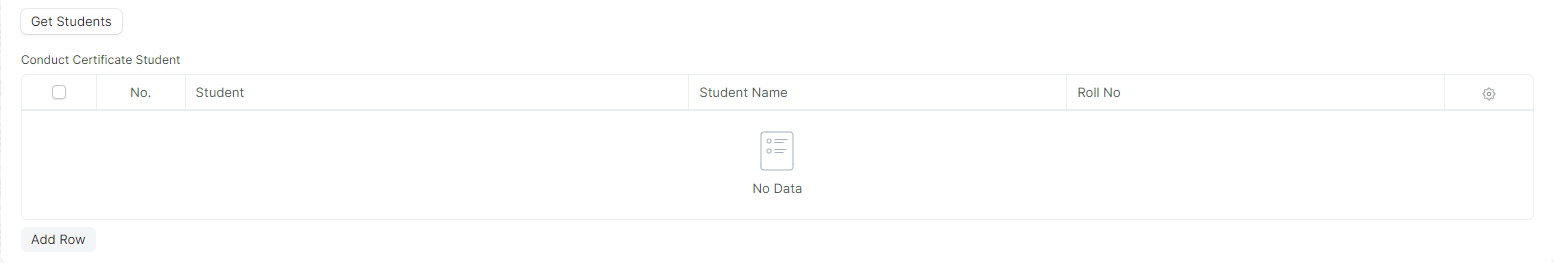 Get Students
Conduct Certificate Student
No. Student Student Name Roll No
No Data
Add Row